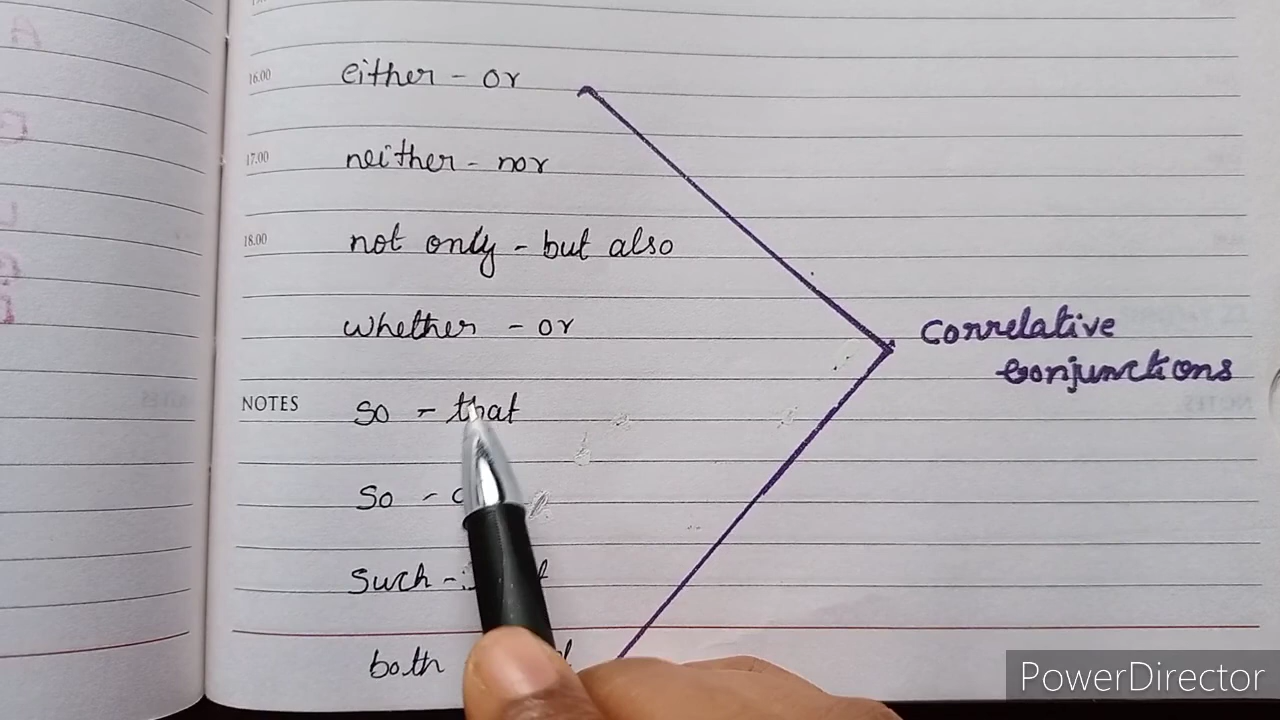 16.00 either - or
17.00 neither - nor
18.00 not only - but also
whether - or
Correlative
Conjunctions
NOTES so - that
so -
such -
both
PowerDirector